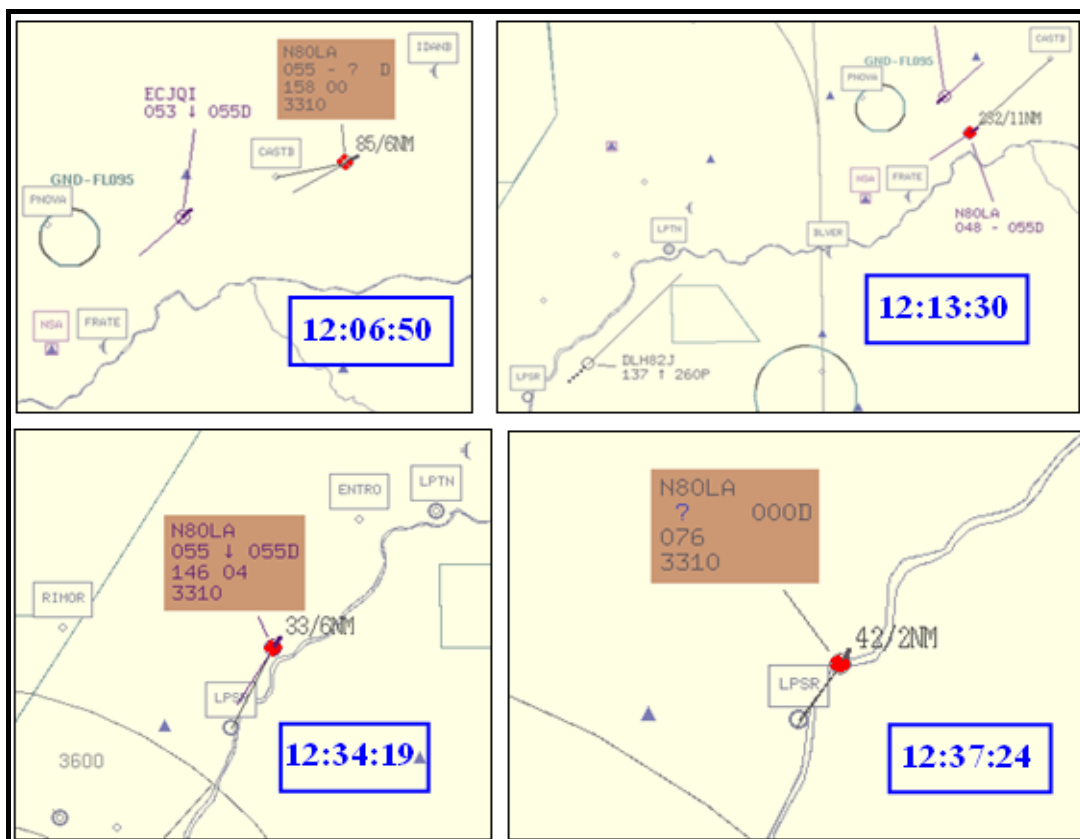 N80LA
055 - ? D
158 00
3310
IDANB
ECJQI
053 ↓ 055D
85/6NM
CASTB
GND-FL095
PNOVA
NSA
FRATE
12:06:50
CASTB
GND-FL095
PNOVA
282/11NM
NSA
FRATE
N80LA
048 - 055D
LPTN
BLVER
12:13:30
DLH82J
137 ↑ 260P
LPSR
LPTN
ENTRO
N80LA
055 ↓ 055D
146 04
3310
RIMOR
33/6NM
LPSR
12:34:19
3600
N80LA
? 000D
076
3310
42/2NM
LPSR
12:37:24